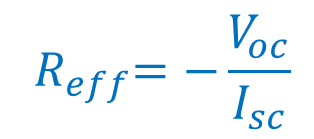 R_eff = − V_oc / I_sc